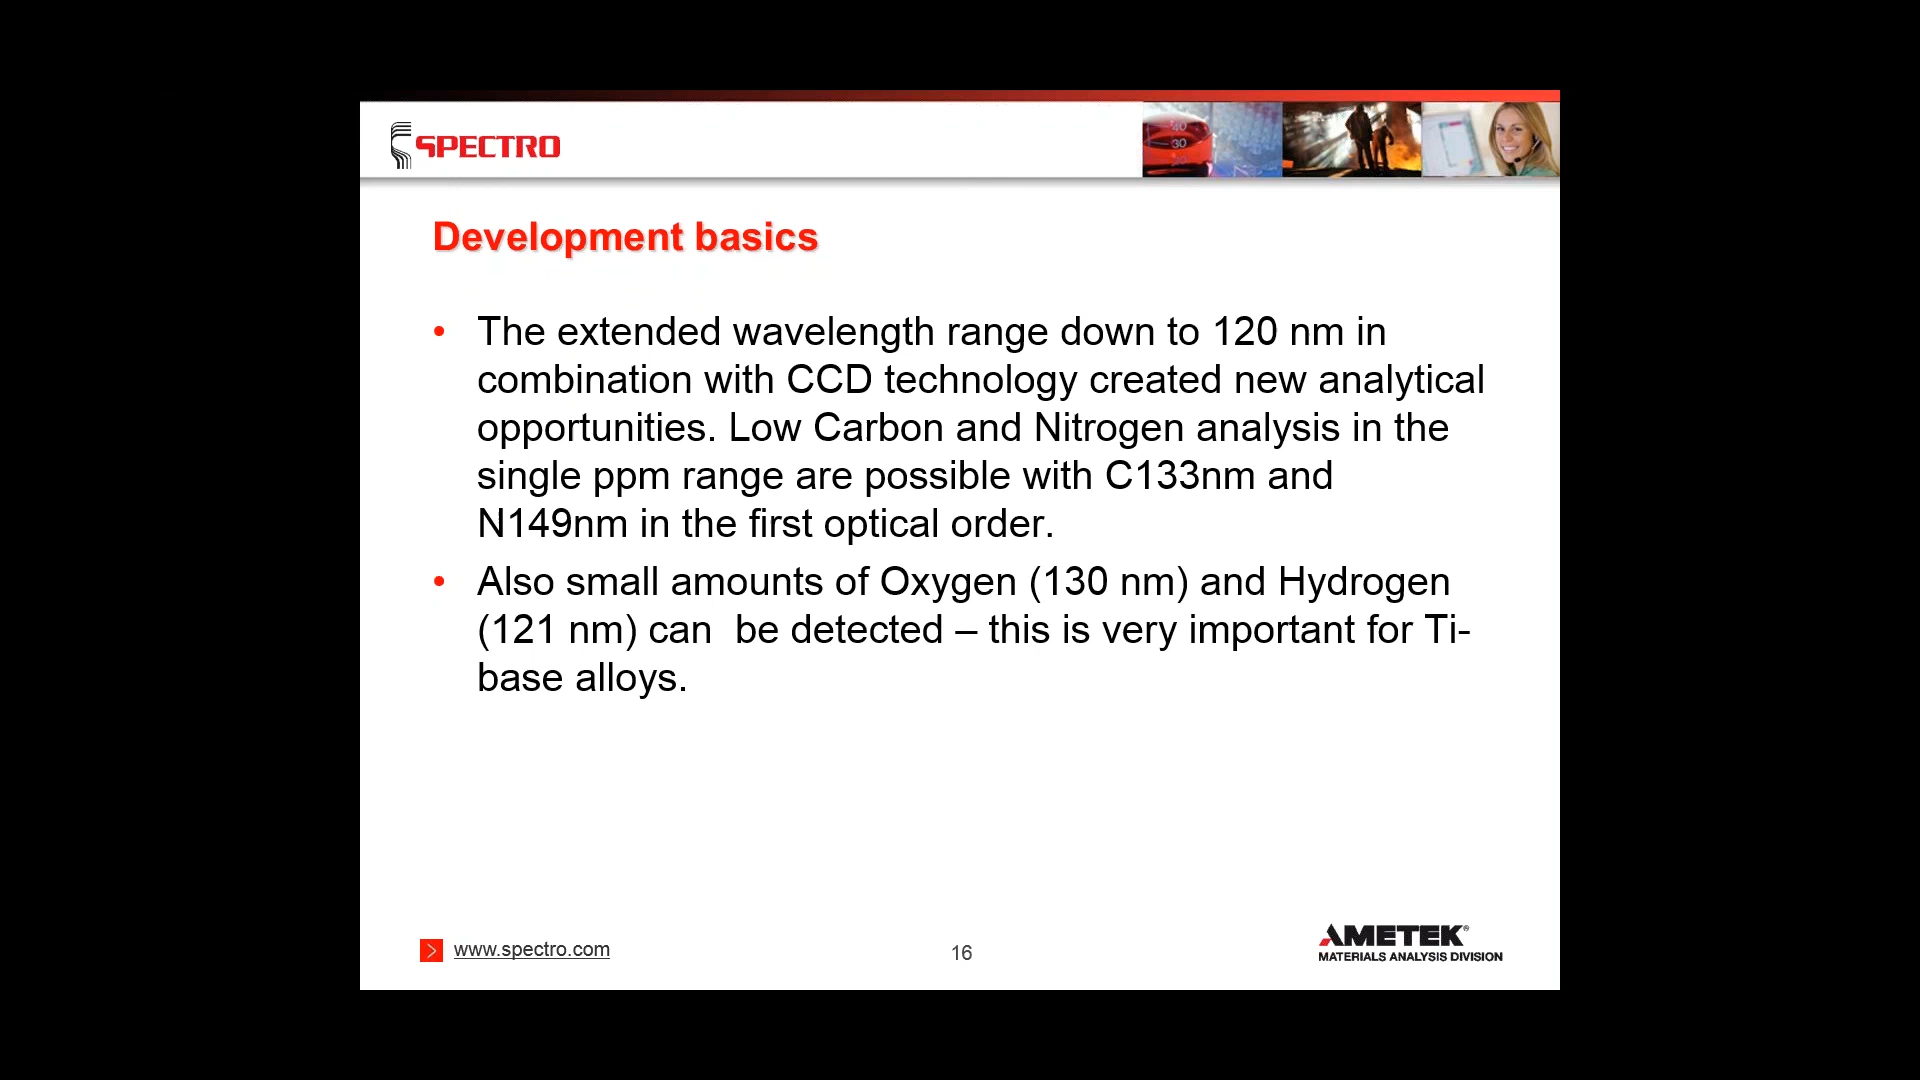 SPECTRO
40
30
20
Development basics
• The extended wavelength range down to 120 nm in
combination with CCD technology created new analytical
opportunities. Low Carbon and Nitrogen analysis in the
single ppm range are possible with C133nm and
N149nm in the first optical order.
• Also small amounts of Oxygen (130 nm) and Hydrogen
(121 nm) can  be detected – this is very important for Ti-
base alloys.
www.spectro.com
16
AMETEK®
MATERIALS ANALYSIS DIVISION